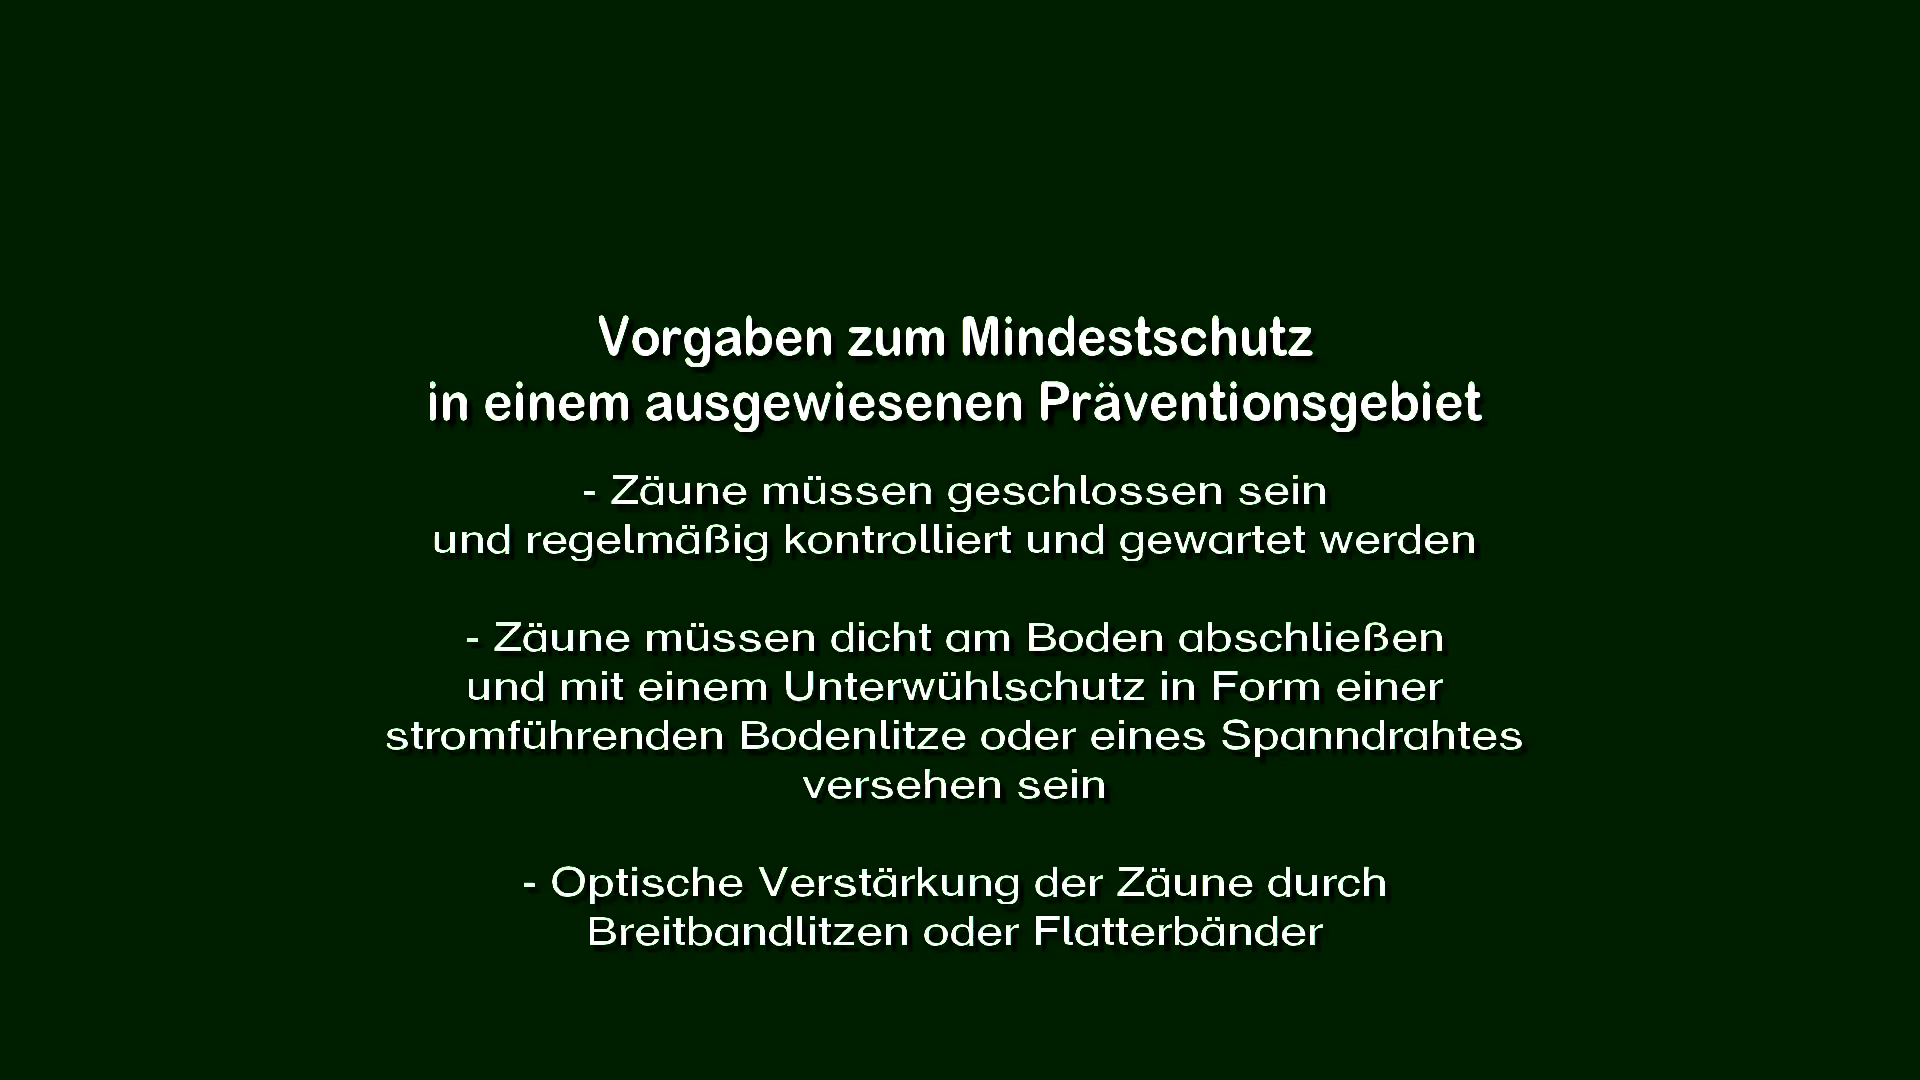 Vorgaben zum Mindestschutz
in einem ausgewiesenen Präventionsgebiet
- Zäune müssen geschlossen sein
und regelmäßig kontrolliert und gewartet werden
- Zäune müssen dicht am Boden abschließen
und mit einem Unterwühlschutz in Form einer
stromführenden Bodenlitze oder eines Spanndrahtes
versehen sein
- Optische Verstärkung der Zäune durch
Breitbandlitzen oder Flatterbänder